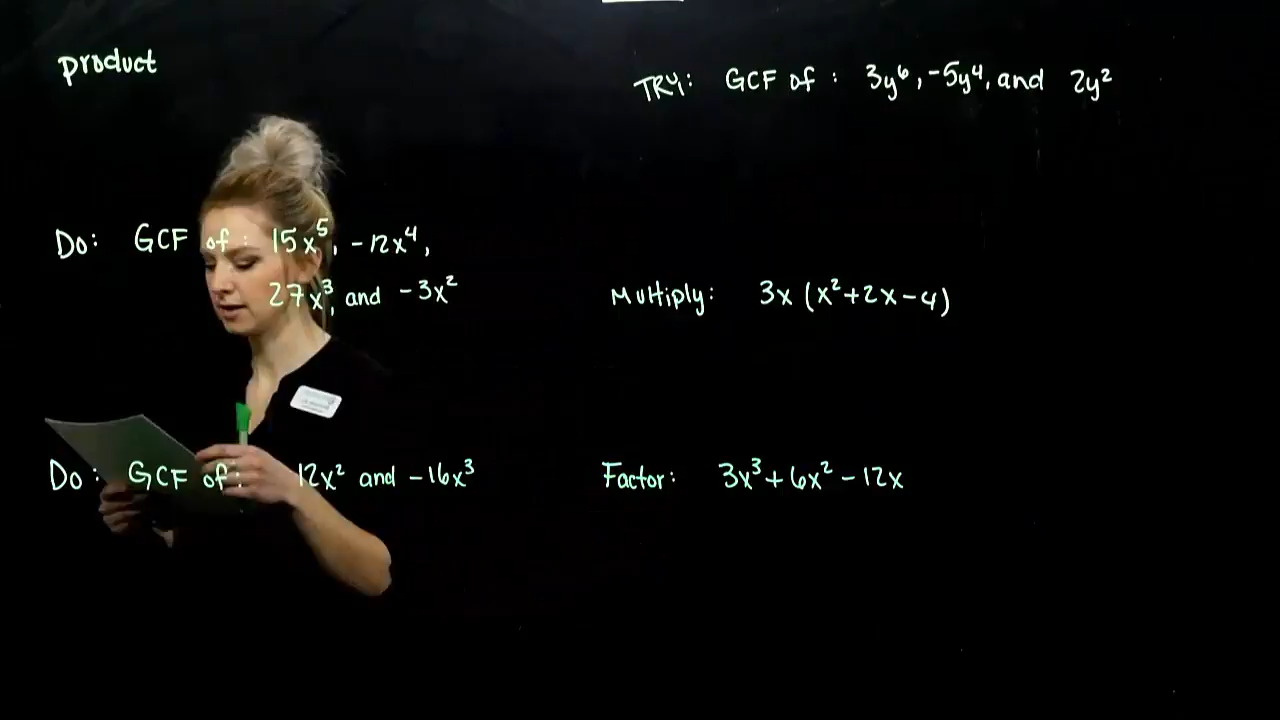 product
Do: GCF of: 15x⁵, -12x⁴,
27x³, and -3x²
Do: GCF of: 12x² and -16x³
TRY: GCF of: 3y⁶, -5y⁴, and 2y²
Multiply: 3x (x²+2x-4)
Factor: 3x³+6x²-12x